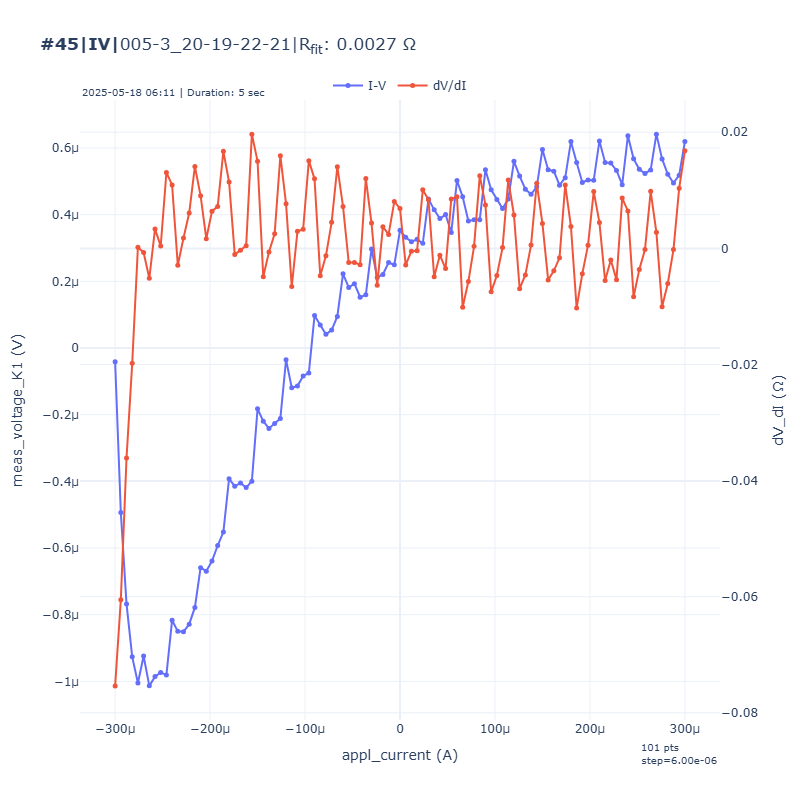 #45|IV|005-3_20-19-22-21|Rfit: 0.0027 Ω
2025-05-18 06:11 | Duration: 5 sec
I-V
dV/dI
0.6μ
0.4μ
0.2μ
0
−0.2μ
−0.4μ
−0.6μ
−0.8μ
−1μ
meas_voltage_K1 (V)
0.02
0
−0.02
−0.04
−0.06
−0.08
dV_dI (Ω)
−300μ
−200μ
−100μ
0
100μ
200μ
300μ
appl_current (A)
101 pts
step=6.00e-06